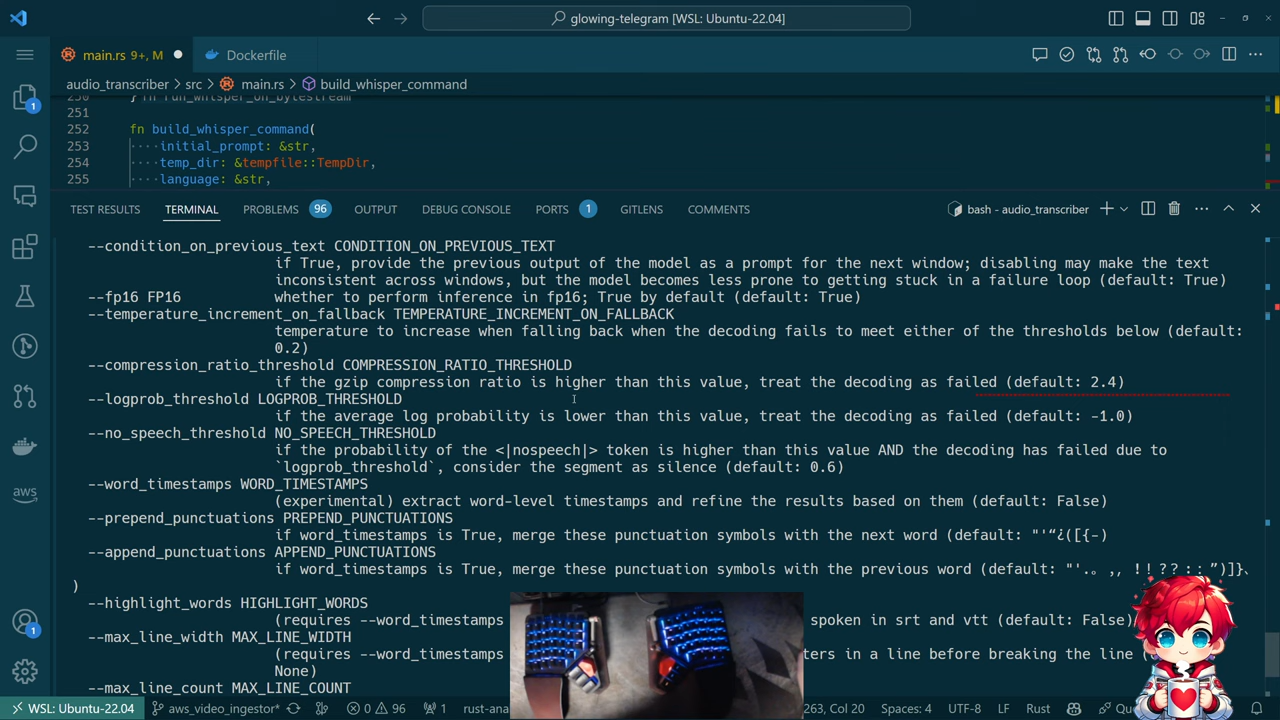 glowing-telegram [WSL: Ubuntu-22.04]
main.rs 9+, M
Dockerfile
audio_transcriber > src > main.rs > build_whisper_command
250 } fn run_whisper_on_bytestream
251
252 fn build_whisper_command(
253 initial_prompt: &str,
254 temp_dir: &tempfile::TempDir,
255 language: &str,
TEST RESULTS TERMINAL PROBLEMS 96 OUTPUT DEBUG CONSOLE PORTS 1 GITLENS COMMENTS bash - audio_transcriber
--condition_on_previous_text CONDITION_ON_PREVIOUS_TEXT
if True, provide the previous output of the model as a prompt for the next window; disabling may make the text
inconsistent across windows, but the model becomes less prone to getting stuck in a failure loop (default: True)
--fp16 FP16 whether to perform inference in fp16; True by default (default: True)
--temperature_increment_on_fallback TEMPERATURE_INCREMENT_ON_FALLBACK
temperature to increase when falling back when the decoding fails to meet either of the thresholds below (default:
0.2)
--compression_ratio_threshold COMPRESSION_RATIO_THRESHOLD
if the gzip compression ratio is higher than this value, treat the decoding as failed (default: 2.4)
--logprob_threshold LOGPROB_THRESHOLD
if the average log probability is lower than this value, treat the decoding as failed (default: -1.0)
--no_speech_threshold NO_SPEECH_THRESHOLD
if the probability of the <|nospeech|> token is higher than this value AND the decoding has failed due to
`logprob_threshold`, consider the segment as silence (default: 0.6)
--word_timestamps WORD_TIMESTAMPS
(experimental) extract word-level timestamps and refine the results based on them (default: False)
--prepend_punctuations PREPEND_PUNCTUATIONS
if word_timestamps is True, merge these punctuation symbols with the next word (default: "'“¿([{-)
--append_punctuations APPEND_PUNCTUATIONS
if word_timestamps is True, merge these punctuation symbols with the previous word (default: "'.。,，!！?？:：”)]}、
)
--highlight_words HIGHLIGHT_WORDS
(requires --word_timestamps spoken in srt and vtt (default: False)
--max_line_width MAX_LINE_WIDTH
(requires --word_timestamps ters in a line before breaking the line
None)
--max_line_count MAX_LINE_COUNT
1
aws
1
WSL: Ubuntu-22.04 aws_video_ingestor* 0 96 1 rust-ana 263, Col 20 Spaces: 4 UTF-8 LF Rust